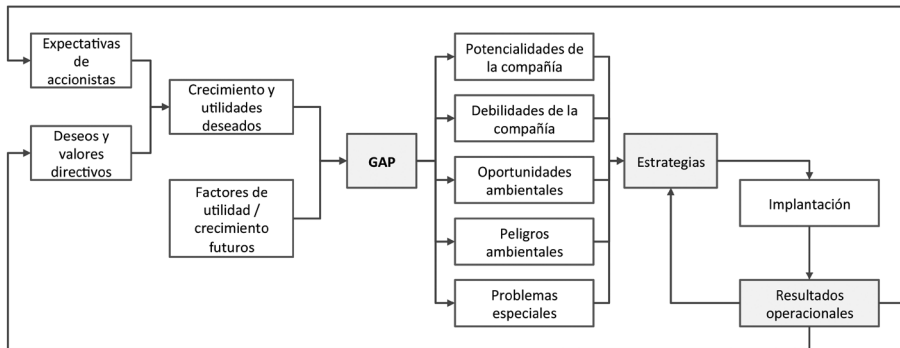 Expectativas
de
accionistas
Deseos y
valores directivos
Crecimiento y
utilidades
deseados
Factores de
utilidad /
crecimiento
futuros
GAP
Potencialidades de
la compañía
Debilidades de la
compañía
Oportunidades
ambientales
Peligros
ambientales
Problemas
especiales
Estrategias
Implantación
Resultados
operacionales